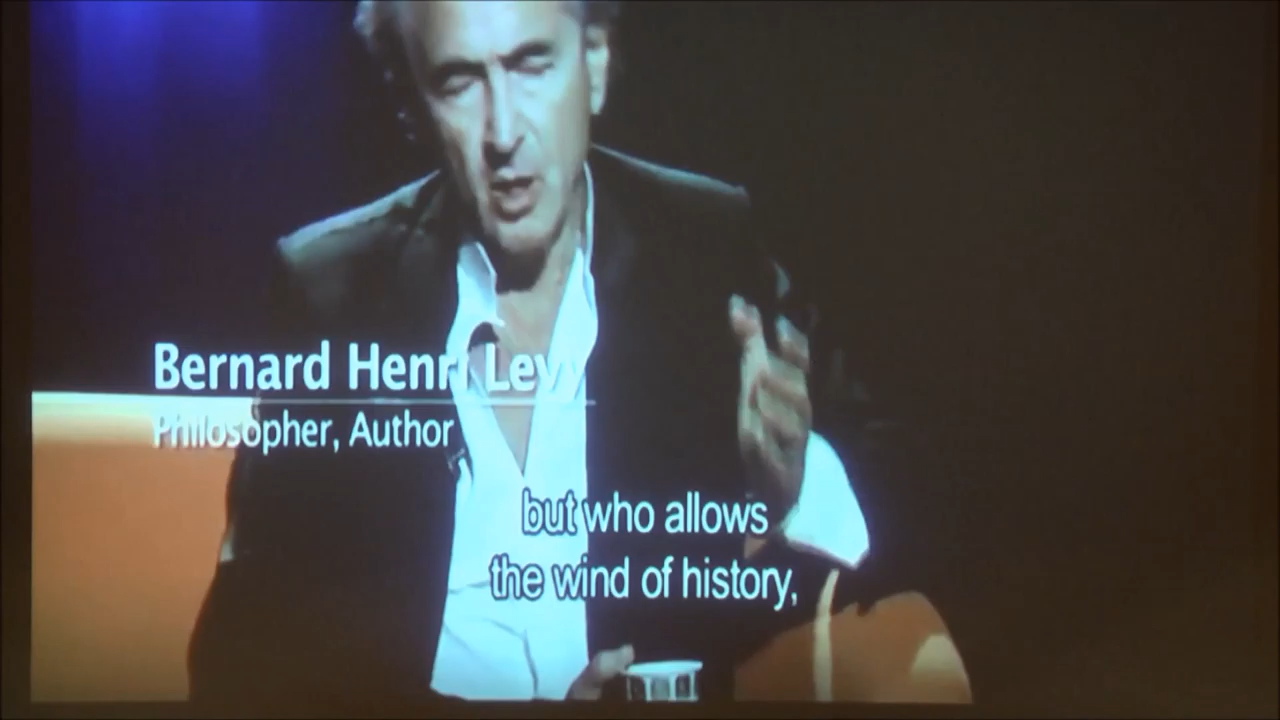 Bernard Henri Levy
Philosopher, Author
but who allows
the wind of history,